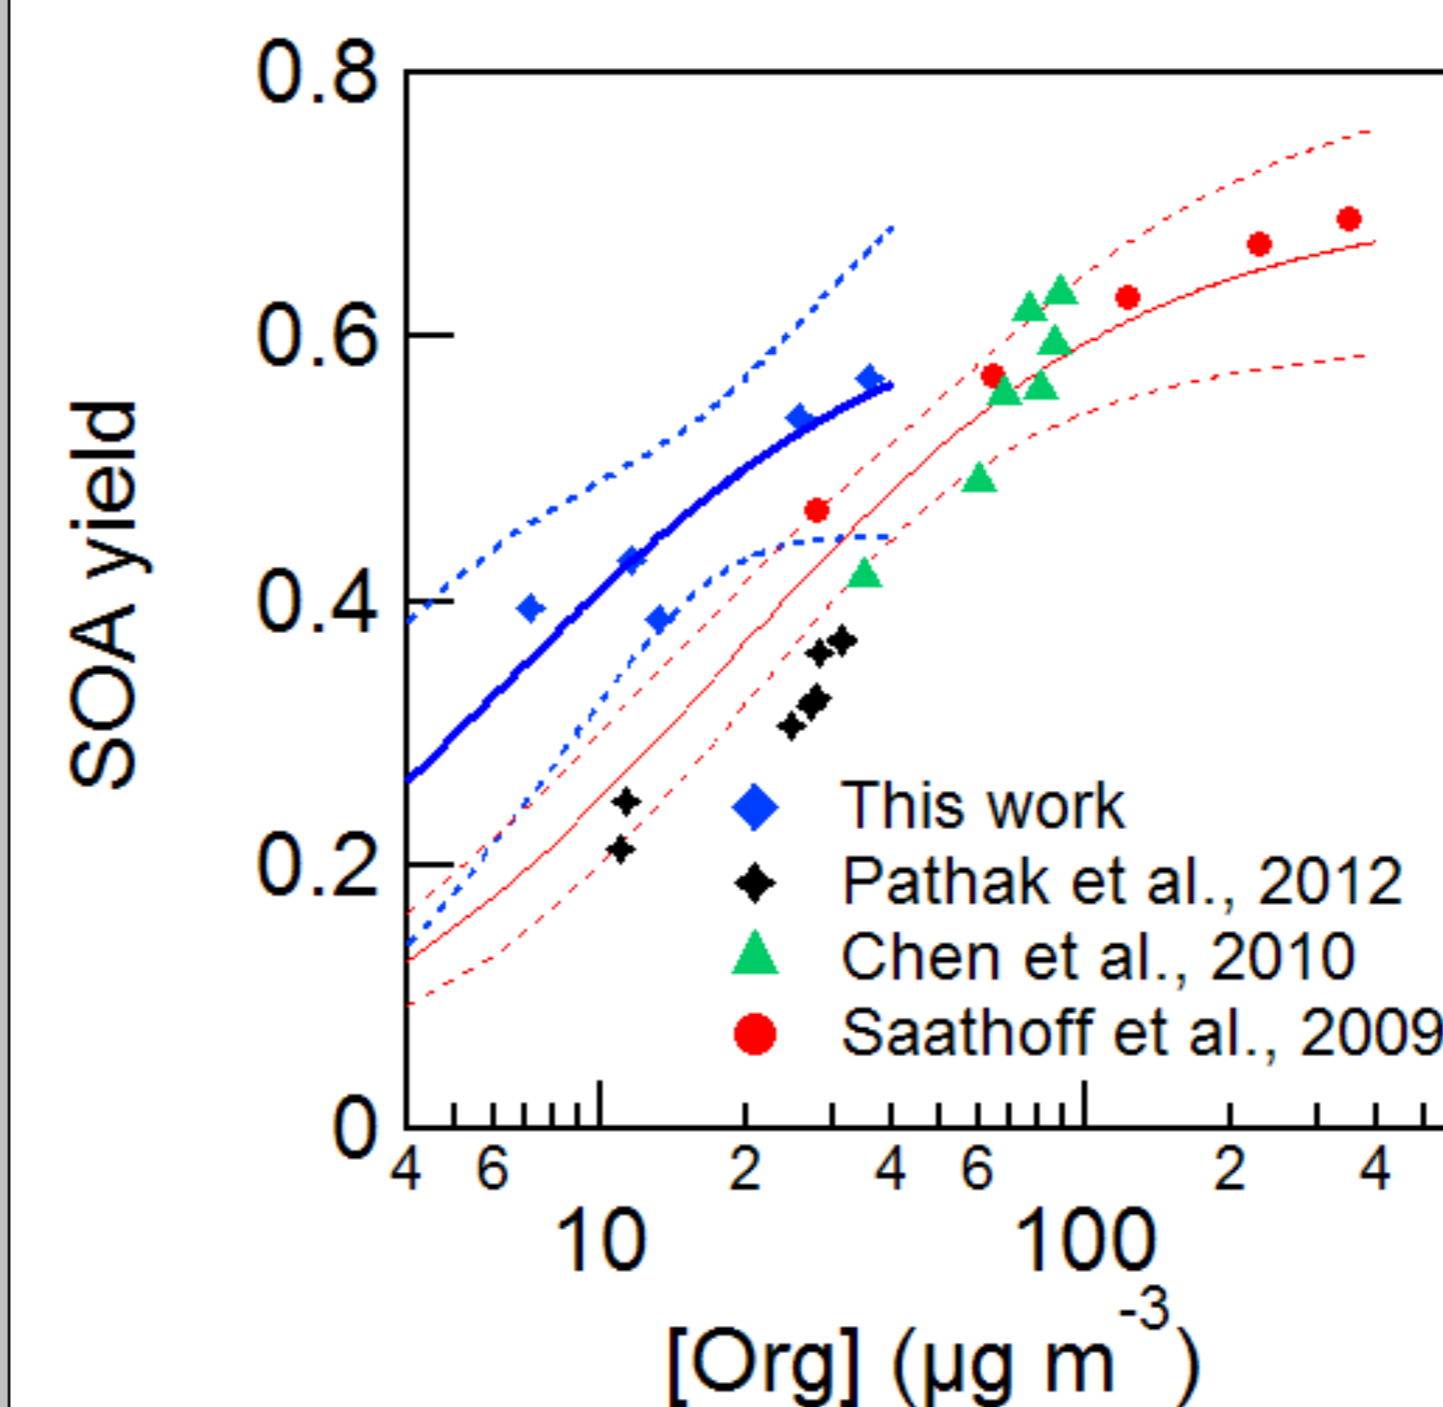 0.8
0.6
0.4
0.2
0
SOA yield
This work
Pathak et al., 2012
Chen et al., 2010
Saathoff et al., 2009
4 6 2 4 6 2 4
10 100
[Org] (µg m-3)